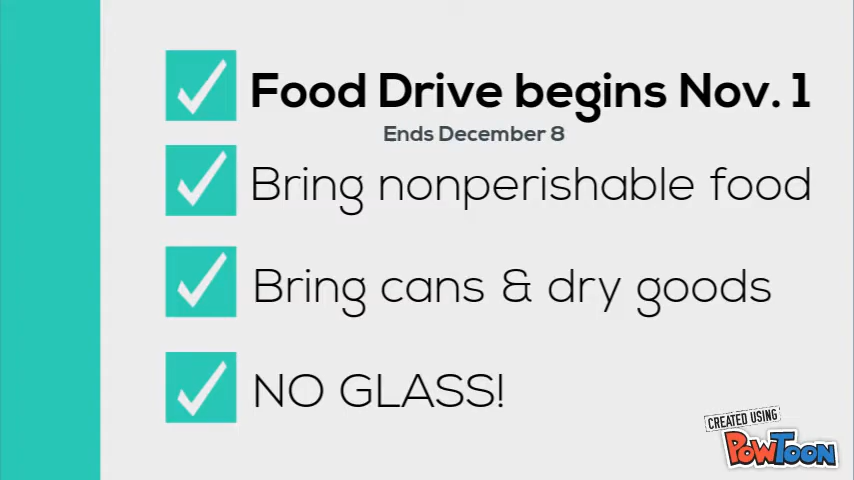 Food Drive begins Nov. 1
Ends December 8
Bring nonperishable food
Bring cans & dry goods
NO GLASS!
CREATED USING
POWTOON